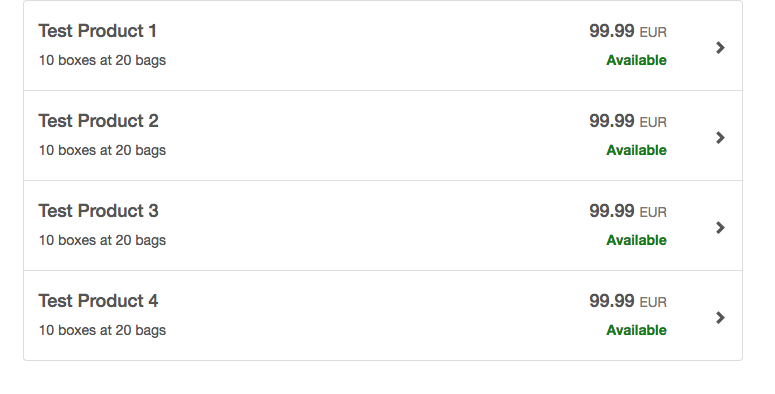 Test Product 1 99.99 EUR
10 boxes at 20 bags Available
Test Product 2 99.99 EUR
10 boxes at 20 bags Available
Test Product 3 99.99 EUR
10 boxes at 20 bags Available
Test Product 4 99.99 EUR
10 boxes at 20 bags Available